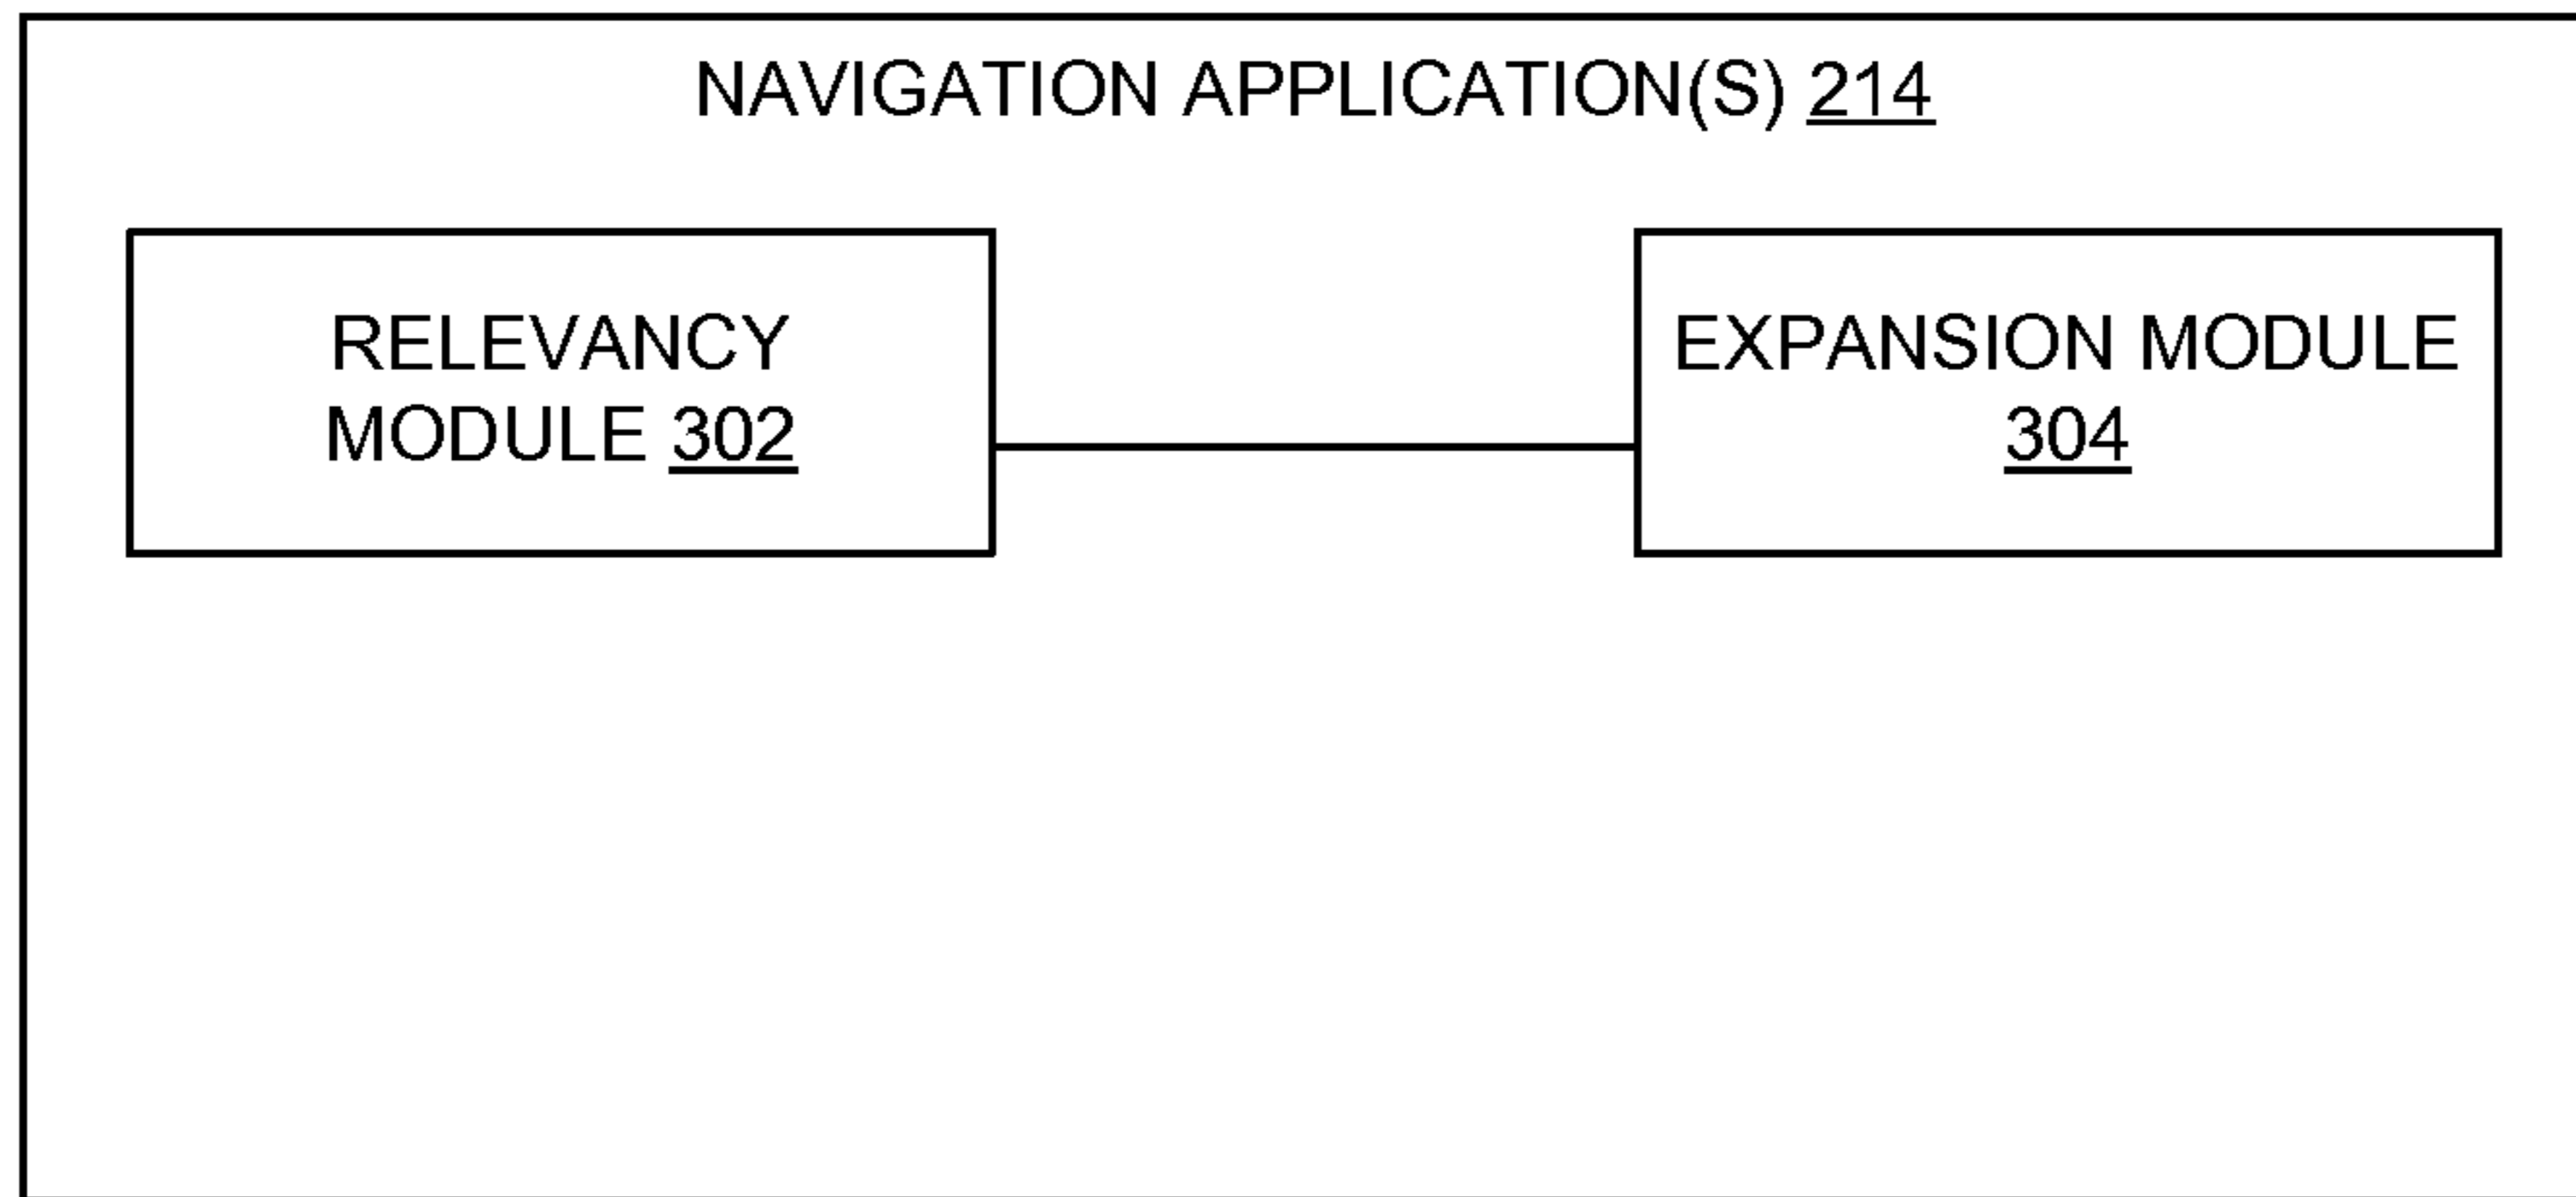 NAVIGATION APPLICATION(S) 214
RELEVANCY
MODULE 302
EXPANSION MODULE
304